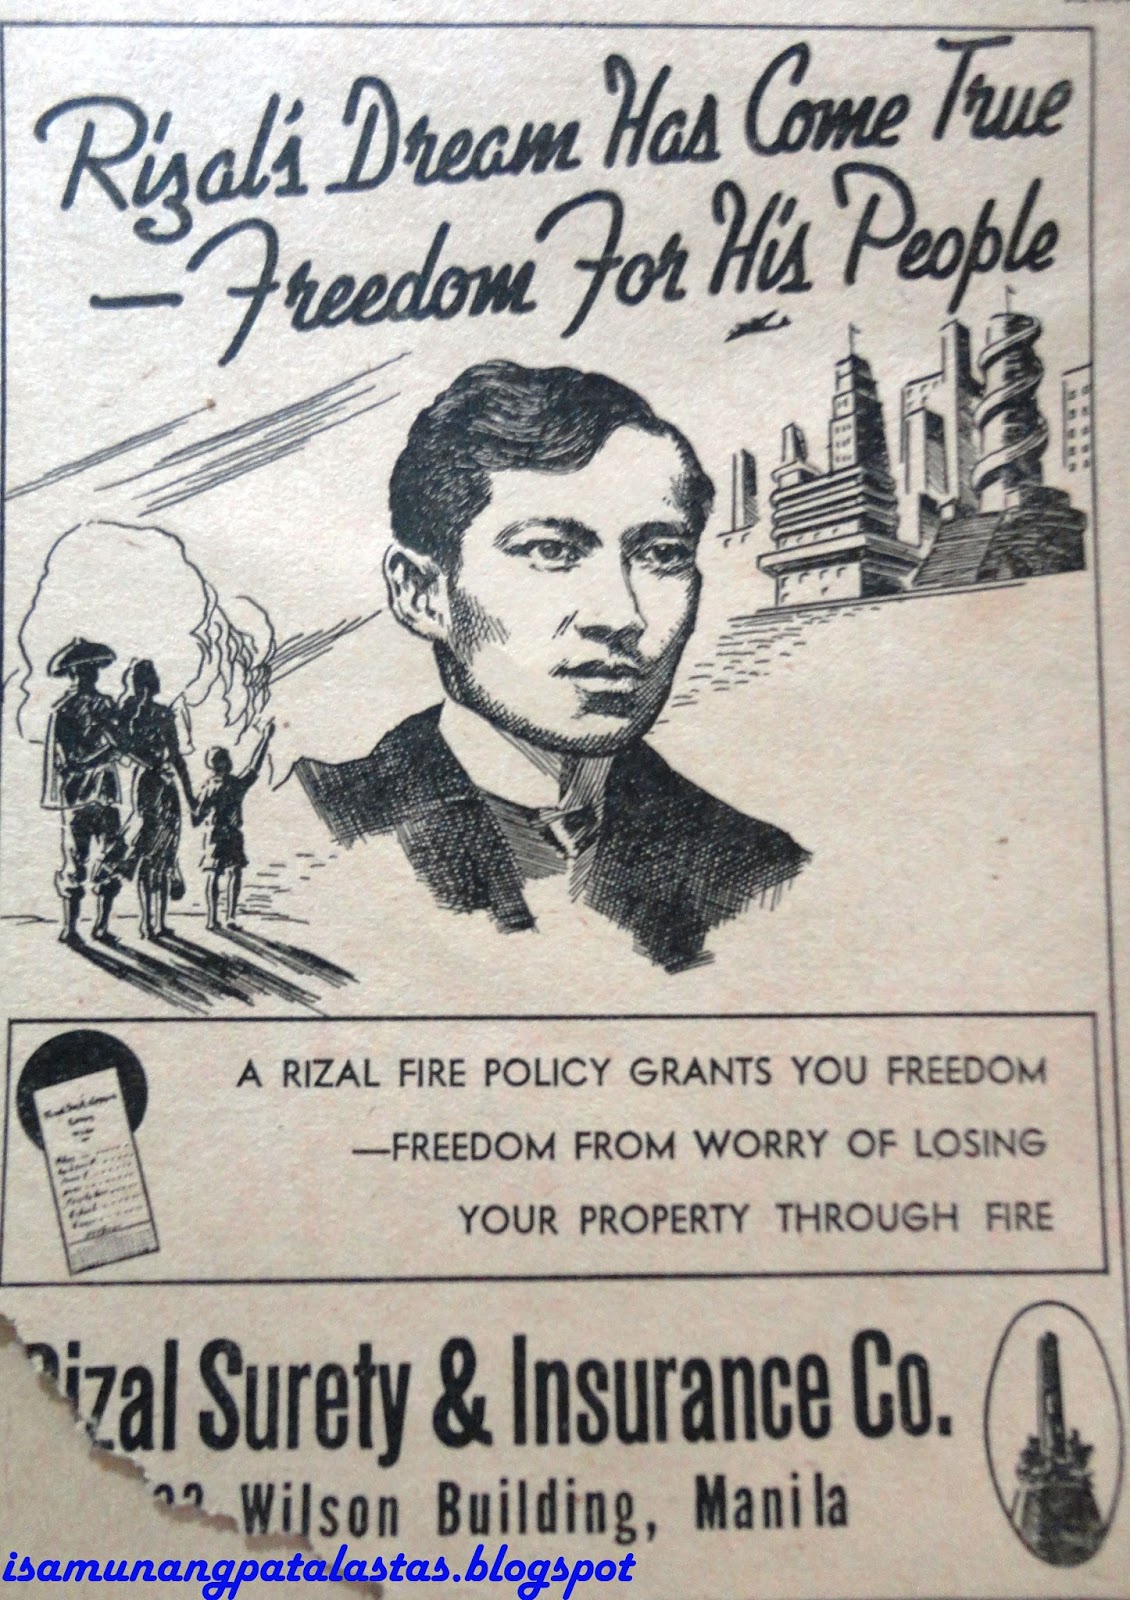 Rizal's Dream Has Come True
— Freedom For His People
A RIZAL FIRE POLICY GRANTS YOU FREEDOM
—FREEDOM FROM WORRY OF LOSING
YOUR PROPERTY THROUGH FIRE
Rizal Surety & Insurance Co.
Wilson Building, Manila
isamunangpatalastas.blogspot